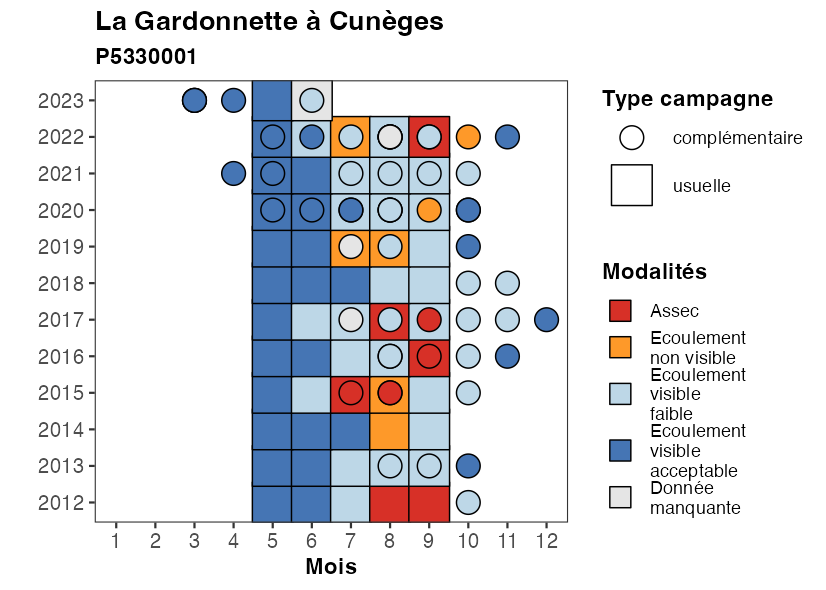 La Gardonnette à Cunèges
P5330001
2023
2022
2021
2020
2019
2018
2017
2016
2015
2014
2013
2012
1 2 3 4 5 6 7 8 9 10 11 12
Mois
Type campagne
complémentaire
usuelle
Modalités
Assec
Ecoulement
non visible
Ecoulement
visible
faible
Ecoulement
visible
acceptable
Donnée
manquante